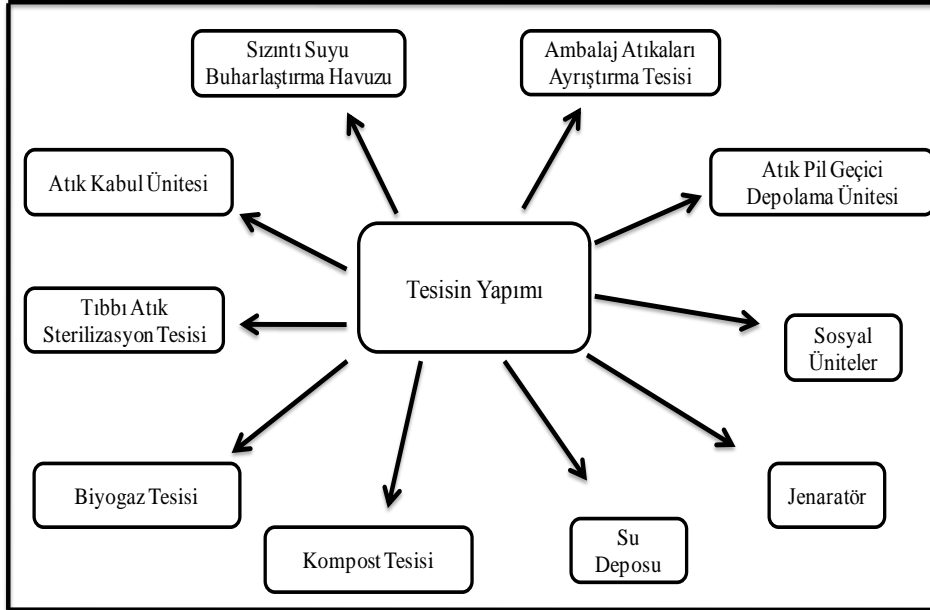 Sızıntı Suyu
Buharlaştırma Havuzu
Ambalaj Atıkaları
Ayrıştırma Tesisi
Atık Kabul Ünitesi
Atık Pil Geçici
Depolama Ünitesi
Tesisin Yapımı
Tıbbı Atık
Sterilizasyon Tesisi
Sosyal
Üniteler
Biyogaz Tesisi
Jenaratör
Kompost Tesisi
Su
Deposu